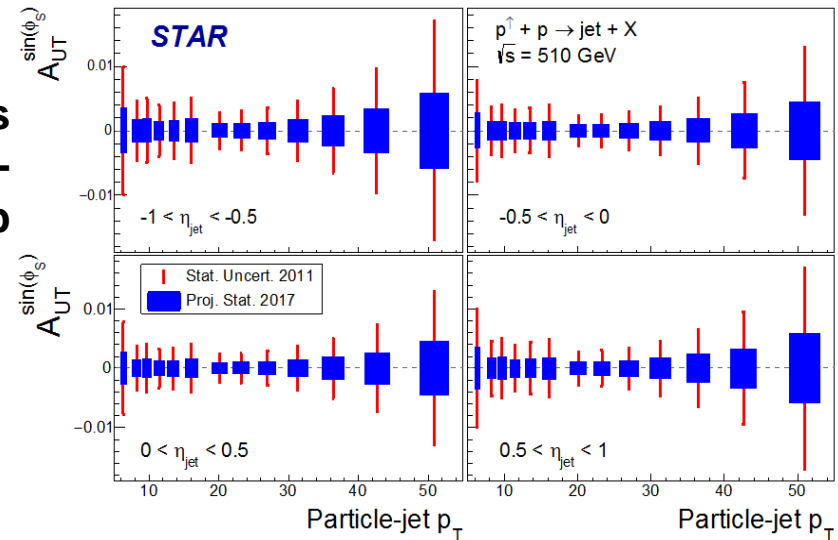 s
-
o
A_UT^sin(φ_S)
STAR
p↑ + p → jet + X
√s = 510 GeV
0.01
0
−0.01
-1 < η_jet < -0.5
-0.5 < η_jet < 0
A_UT^sin(φ_S)
Stat. Uncert. 2011
Proj. Stat. 2017
0.01
0
−0.01
0 < η_jet < 0.5
0.5 < η_jet < 1
10 20 30 40 50
10 20 30 40 50
Particle-jet p_T
Particle-jet p_T